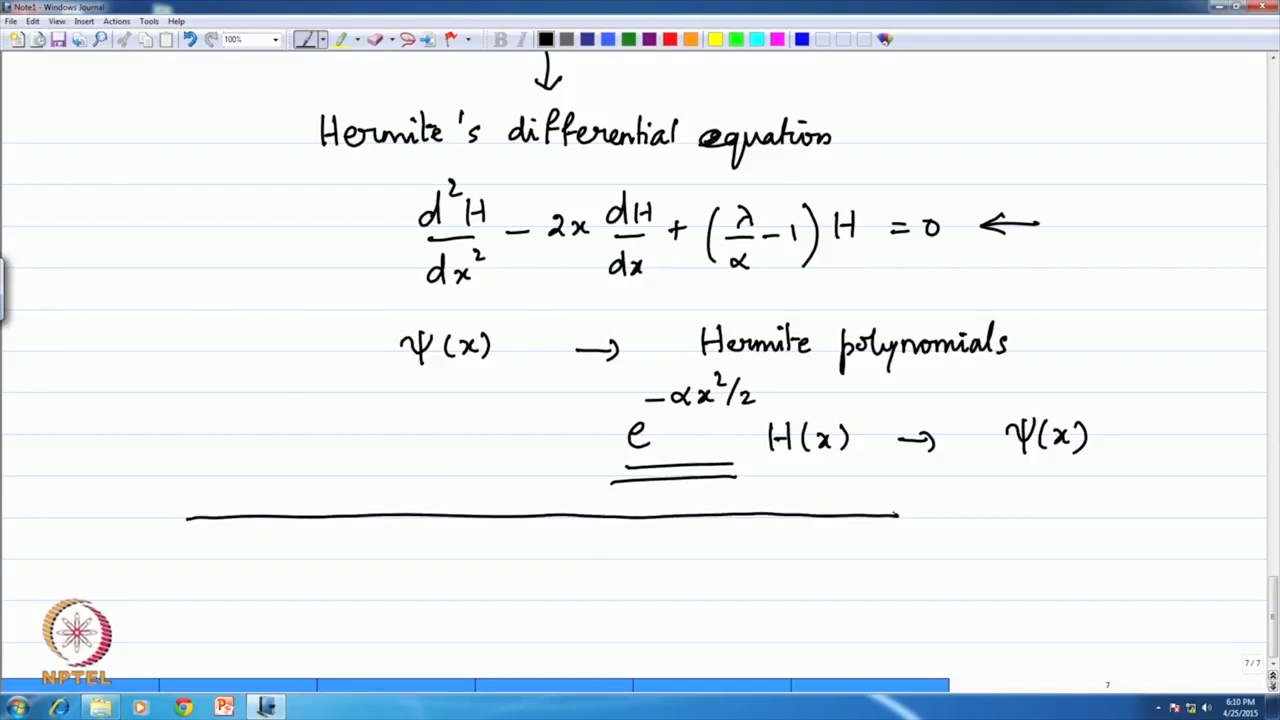 Note1 - Windows Journal
File Edit View Insert Actions Tools Help
100%
B I
Hermite's differential equation
d²H/dx² - 2x dH/dx + (λ/α - 1) H = 0 ←
Ψ(x) → Hermite polynomials
e^(-αx²/2) H(x) → Ψ(x)
NPTEL
7/7
7
6:10 PM
4/25/2015